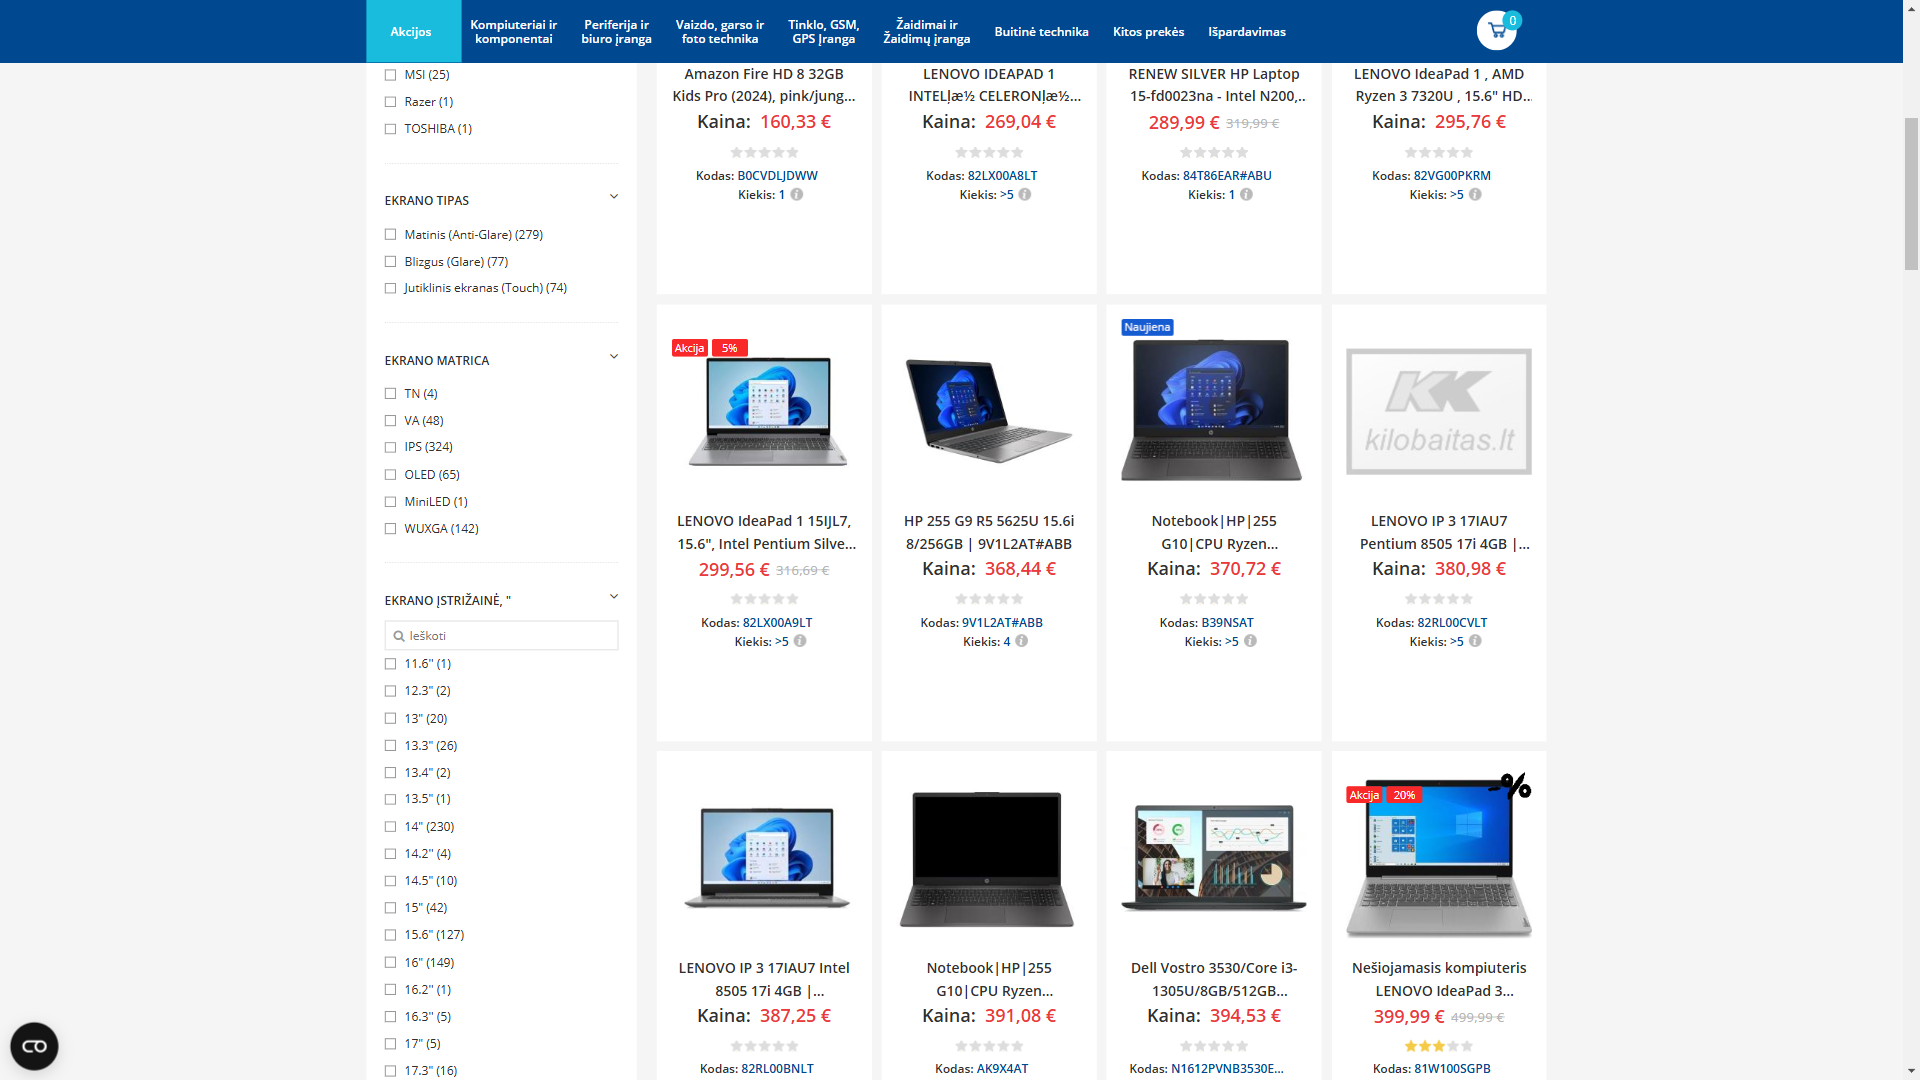 Akcijos
Kompiuteriai ir
komponentai
Periferija ir
biuro įranga
Vaizdo, garso ir
foto technika
Tinklo, GSM,
GPS Įranga
Žaidimai ir
Žaidimų įranga
Buitinė technika
Kitos prekės
Išpardavimas
0
MSI (25)
Razer (1)
TOSHIBA (1)
EKRANO TIPAS
Matinis (Anti-Glare) (279)
Blizgus (Glare) (77)
Jutiklinis ekranas (Touch) (74)
EKRANO MATRICA
TN (4)
VA (48)
IPS (324)
OLED (65)
MiniLED (1)
WUXGA (142)
EKRANO ĮSTRIŽAINĖ, "
Ieškoti
11.6" (1)
12.3" (2)
13" (20)
13.3" (26)
13.4" (2)
13.5" (1)
14" (230)
14.2" (4)
14.5" (10)
15" (42)
15.6" (127)
16" (149)
16.2" (1)
16.3" (5)
17" (5)
17.3" (16)
Amazon Fire HD 8 32GB
Kids Pro (2024), pink/jung...
Kaina: 160,33 €
Kodas: B0CVDLJDWW
Kiekis: 1
LENOVO IDEAPAD 1
INTELļæ½ CELERONļæ½...
Kaina: 269,04 €
Kodas: 82LX00A8LT
Kiekis: >5
RENEW SILVER HP Laptop
15-fd0023na - Intel N200,..
289,99 € 319,99 €
Kodas: 84T86EAR#ABU
Kiekis: 1
LENOVO IdeaPad 1 , AMD
Ryzen 3 7320U , 15.6" HD..
Kaina: 295,76 €
Kodas: 82VG00PKRM
Kiekis: >5
Akcija 5%
LENOVO IdeaPad 1 15IJL7,
15.6", Intel Pentium Silve...
299,56 € 316,69 €
Kodas: 82LX00A9LT
Kiekis: >5
HP 255 G9 R5 5625U 15.6i
8/256GB | 9V1L2AT#ABB
Kaina: 368,44 €
Kodas: 9V1L2AT#ABB
Kiekis: 4
Naujiena
Notebook|HP|255
G10|CPU Ryzen...
Kaina: 370,72 €
Kodas: B39NSAT
Kiekis: >5
KK
kilobaitas.lt
LENOVO IP 3 17IAU7
Pentium 8505 17i 4GB |...
Kaina: 380,98 €
Kodas: 82RL00CVLT
Kiekis: >5
LENOVO IP 3 17IAU7 Intel
8505 17i 4GB |...
Kaina: 387,25 €
Kodas: 82RL00BNLT
Notebook|HP|255
G10|CPU Ryzen...
Kaina: 391,08 €
Kodas: AK9X4AT
Dell Vostro 3530/Core i3-
1305U/8GB/512GB...
Kaina: 394,53 €
Kodas: N1612PVNB3530E...
Akcija 20%
-%
Nešiojamasis kompiuteris
LENOVO IdeaPad 3...
399,99 € 499,99 €
Kodas: 81W100SGPB